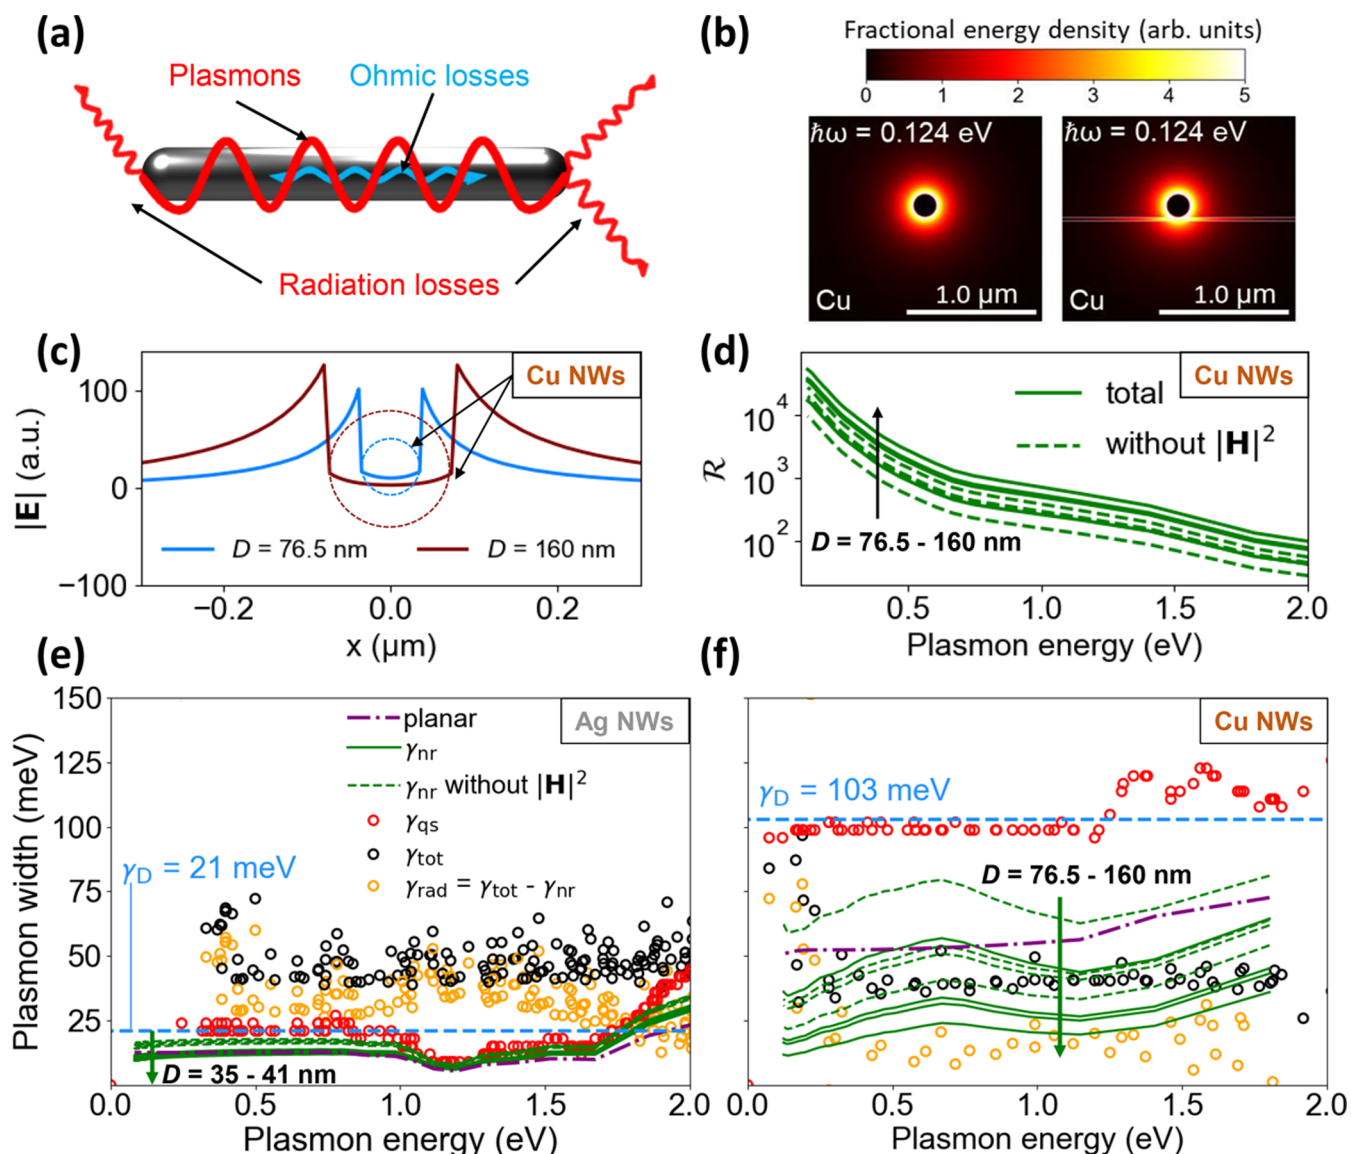 (a)
Plasmons
Ohmic losses
Radiation losses
(b)
Fractional energy density (arb. units)
0 1 2 3 4 5
ℏω = 0.124 eV
Cu
1.0 μm
ℏω = 0.124 eV
Cu
1.0 μm
(c)
Cu NWs
|E| (a.u.)
100
0
−100
D = 76.5 nm
D = 160 nm
−0.2 0.0 0.2
x (μm)
(d)
Cu NWs
total
without |H|²
ℛ
10⁴
10³
10²
D = 76.5 - 160 nm
0.5 1.0 1.5 2.0
Plasmon energy (eV)
(e)
Ag NWs
planar
γnr
γnr without |H|²
γqs
γtot
γrad = γtot - γnr
γD = 21 meV
D = 35 - 41 nm
Plasmon width (meV)
150
125
100
75
50
25
0.0 0.5 1.0 1.5 2.0
Plasmon energy (eV)
(f)
Cu NWs
γD = 103 meV
D = 76.5 - 160 nm
0.0 0.5 1.0 1.5 2.0
Plasmon energy (eV)